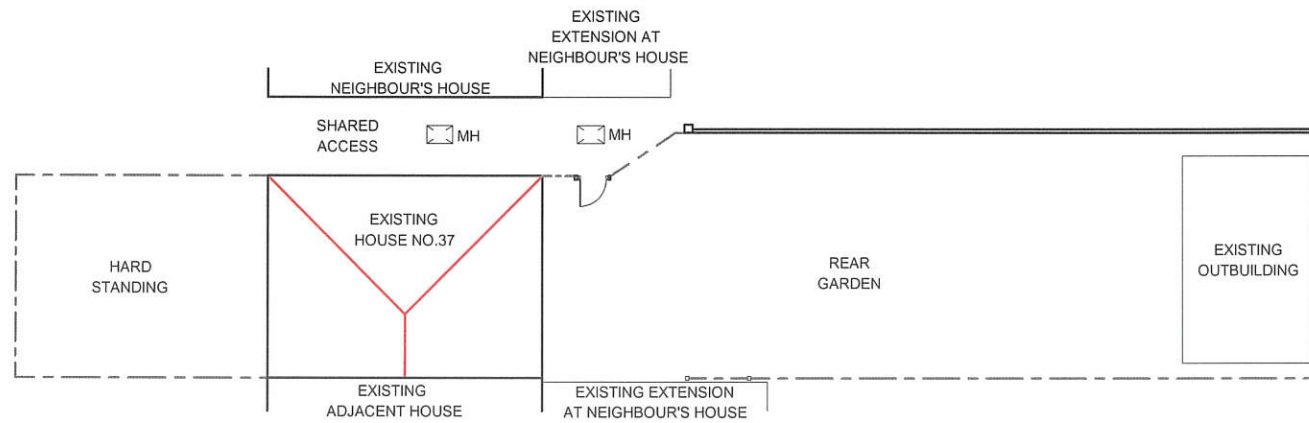 EXISTING
EXTENSION AT
NEIGHBOUR'S HOUSE
EXISTING
NEIGHBOUR'S HOUSE
SHARED
ACCESS
MH
MH
EXISTING
HOUSE NO.37
HARD
STANDING
REAR
GARDEN
EXISTING
OUTBUILDING
EXISTING
ADJACENT HOUSE
EXISTING EXTENSION
AT NEIGHBOUR'S HOUSE